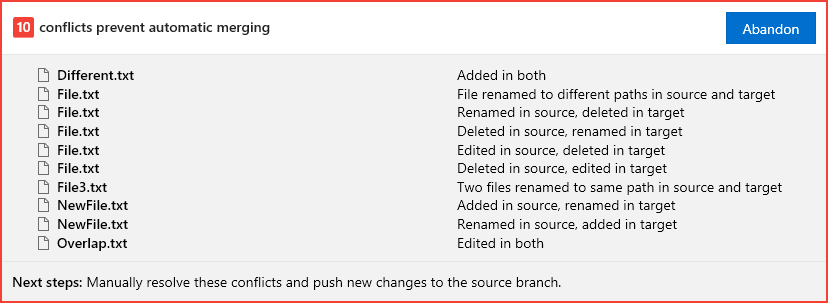 10 conflicts prevent automatic merging Abandon
Different.txt Added in both
File.txt File renamed to different paths in source and target
File.txt Renamed in source, deleted in target
File.txt Deleted in source, renamed in target
File.txt Edited in source, deleted in target
File.txt Deleted in source, edited in target
File3.txt Two files renamed to same path in source and target
NewFile.txt Added in source, renamed in target
NewFile.txt Renamed in source, added in target
Overlap.txt Edited in both
Next steps: Manually resolve these conflicts and push new changes to the source branch.